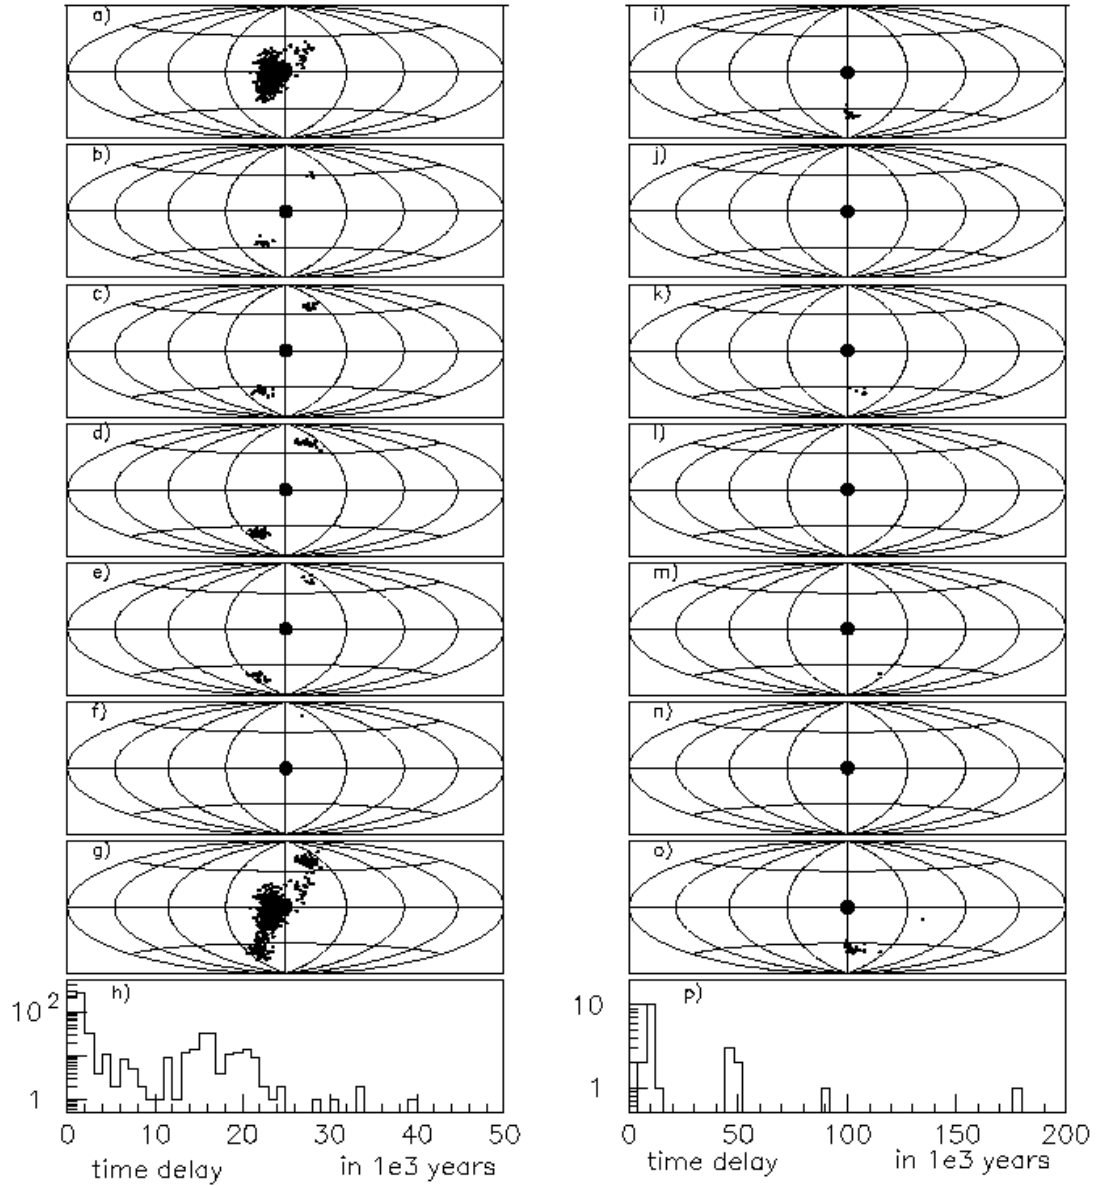 a)
b)
c)
d)
e)
f)
g)
h)
10 2
1
0 10 20 30 40 50
time delay in 1e3 years
i)
j)
k)
l)
m)
n)
o)
p)
10
1
0 50 100 150 200
time delay in 1e3 years